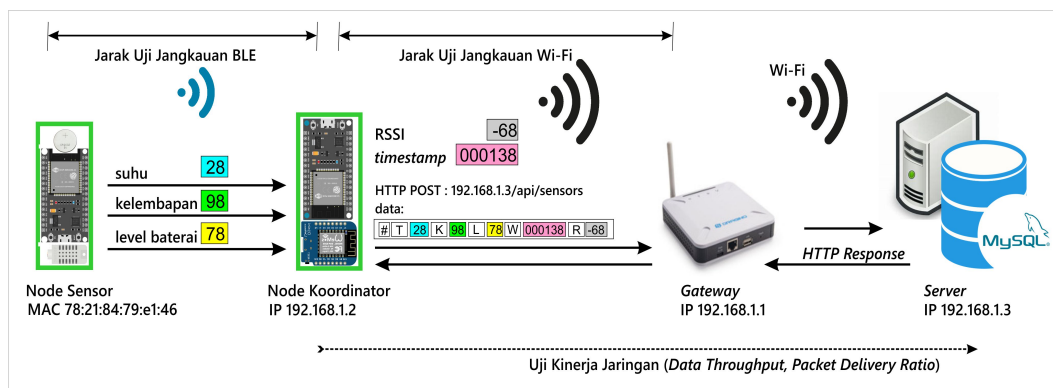 Jarak Uji Jangkauan BLE
Jarak Uji Jangkauan Wi-Fi
Wi-Fi
RSSI -68
timestamp 000138
suhu 28
kelembapan 98
level baterai 78
HTTP POST : 192.168.1.3/api/sensors
data:
# T 28 K 98 L 78 W 000138 R -68
HTTP Response
MySQL
Node Sensor
MAC 78:21:84:79:e1:46
Node Koordinator
IP 192.168.1.2
Gateway
IP 192.168.1.1
Server
IP 192.168.1.3
Uji Kinerja Jaringan (Data Throughput, Packet Delivery Ratio)